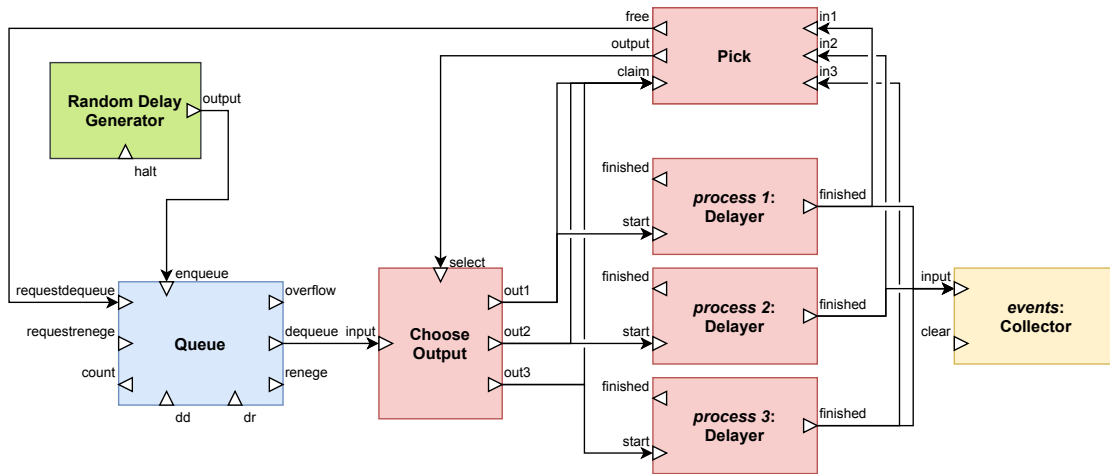 free
in1
output
Pick
in2
claim
in3
Random Delay
Generator
output
halt
finished
process 1:
Delayer
finished
start
enqueue
select
requestdequeue
overflow
out1
finished
process 2:
Delayer
finished
input
events:
Collector
requestrenege
Queue
dequeue
input
Choose
Output
out2
start
clear
count
renege
out3
finished
process 3:
Delayer
finished
dd
dr
start